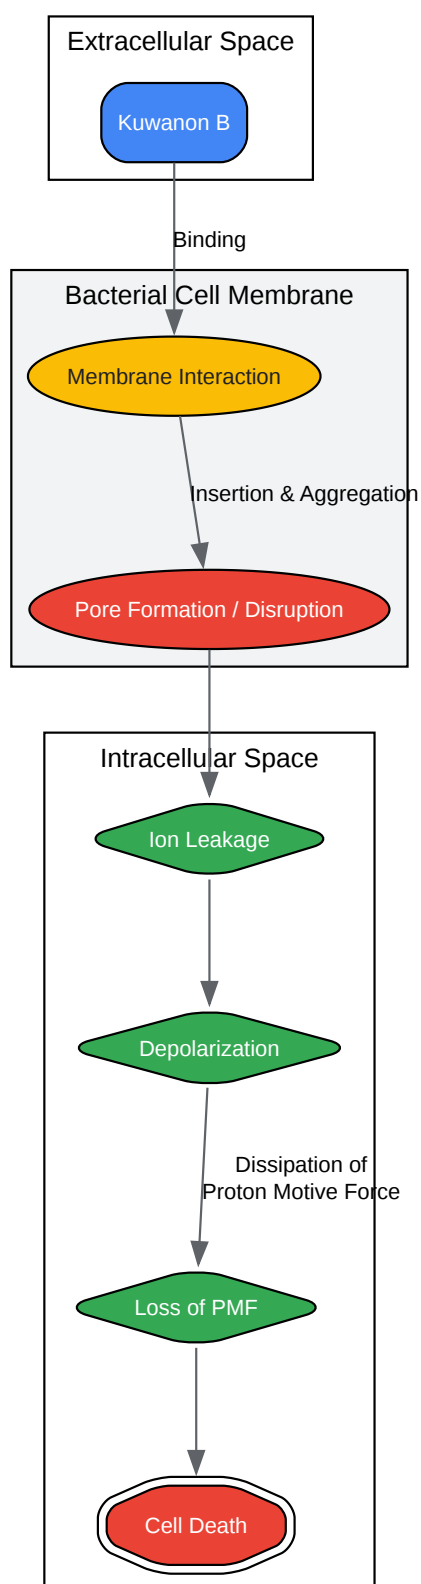 Extracellular Space
Kuwanon B
Binding
Bacterial Cell Membrane
Membrane Interaction
Insertion & Aggregation
Pore Formation / Disruption
Intracellular Space
Ion Leakage
Depolarization
Dissipation of
Proton Motive Force
Loss of PMF
Cell Death